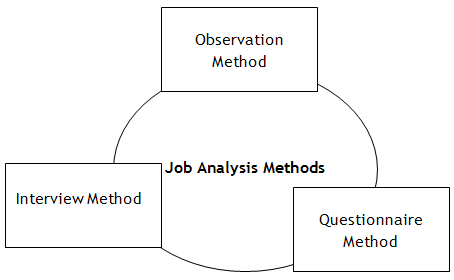 Observation
Method
Job Analysis Methods
Interview Method
Questionnaire
Method